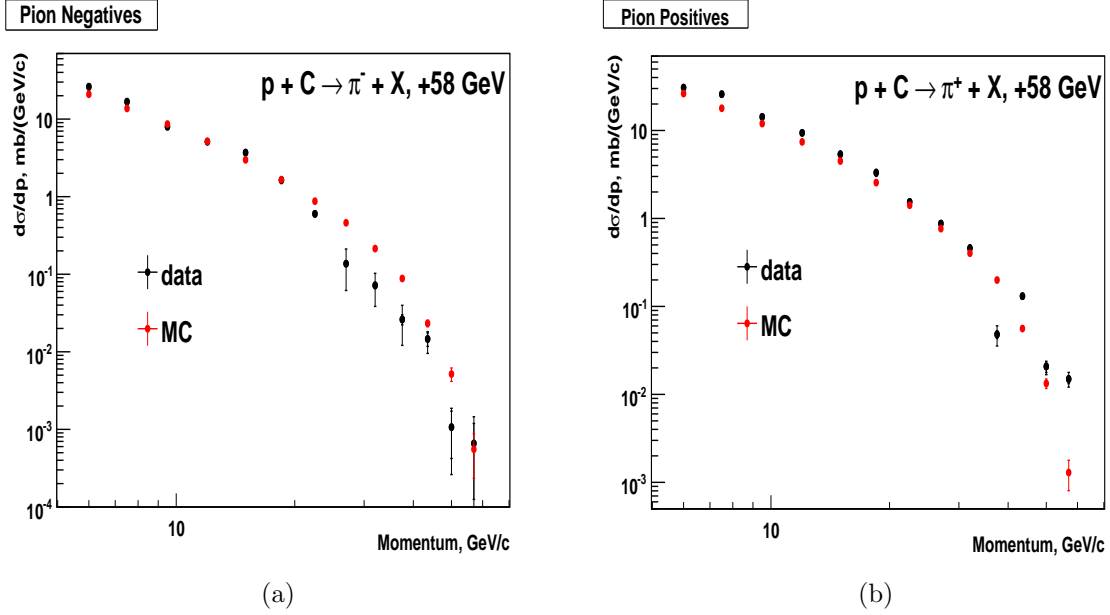 Pion Negatives
p + C → π⁻ + X, +58 GeV
dσ/dp, mb/(GeV/c)
10
1
10⁻¹
10⁻²
10⁻³
10⁻⁴
data
MC
10
20
Momentum, GeV/c
(a)
Pion Positives
p + C → π⁺ + X, +58 GeV
dσ/dp, mb/(GeV/c)
10
1
10⁻¹
10⁻²
10⁻³
data
MC
10
20
Momentum, GeV/c
(b)